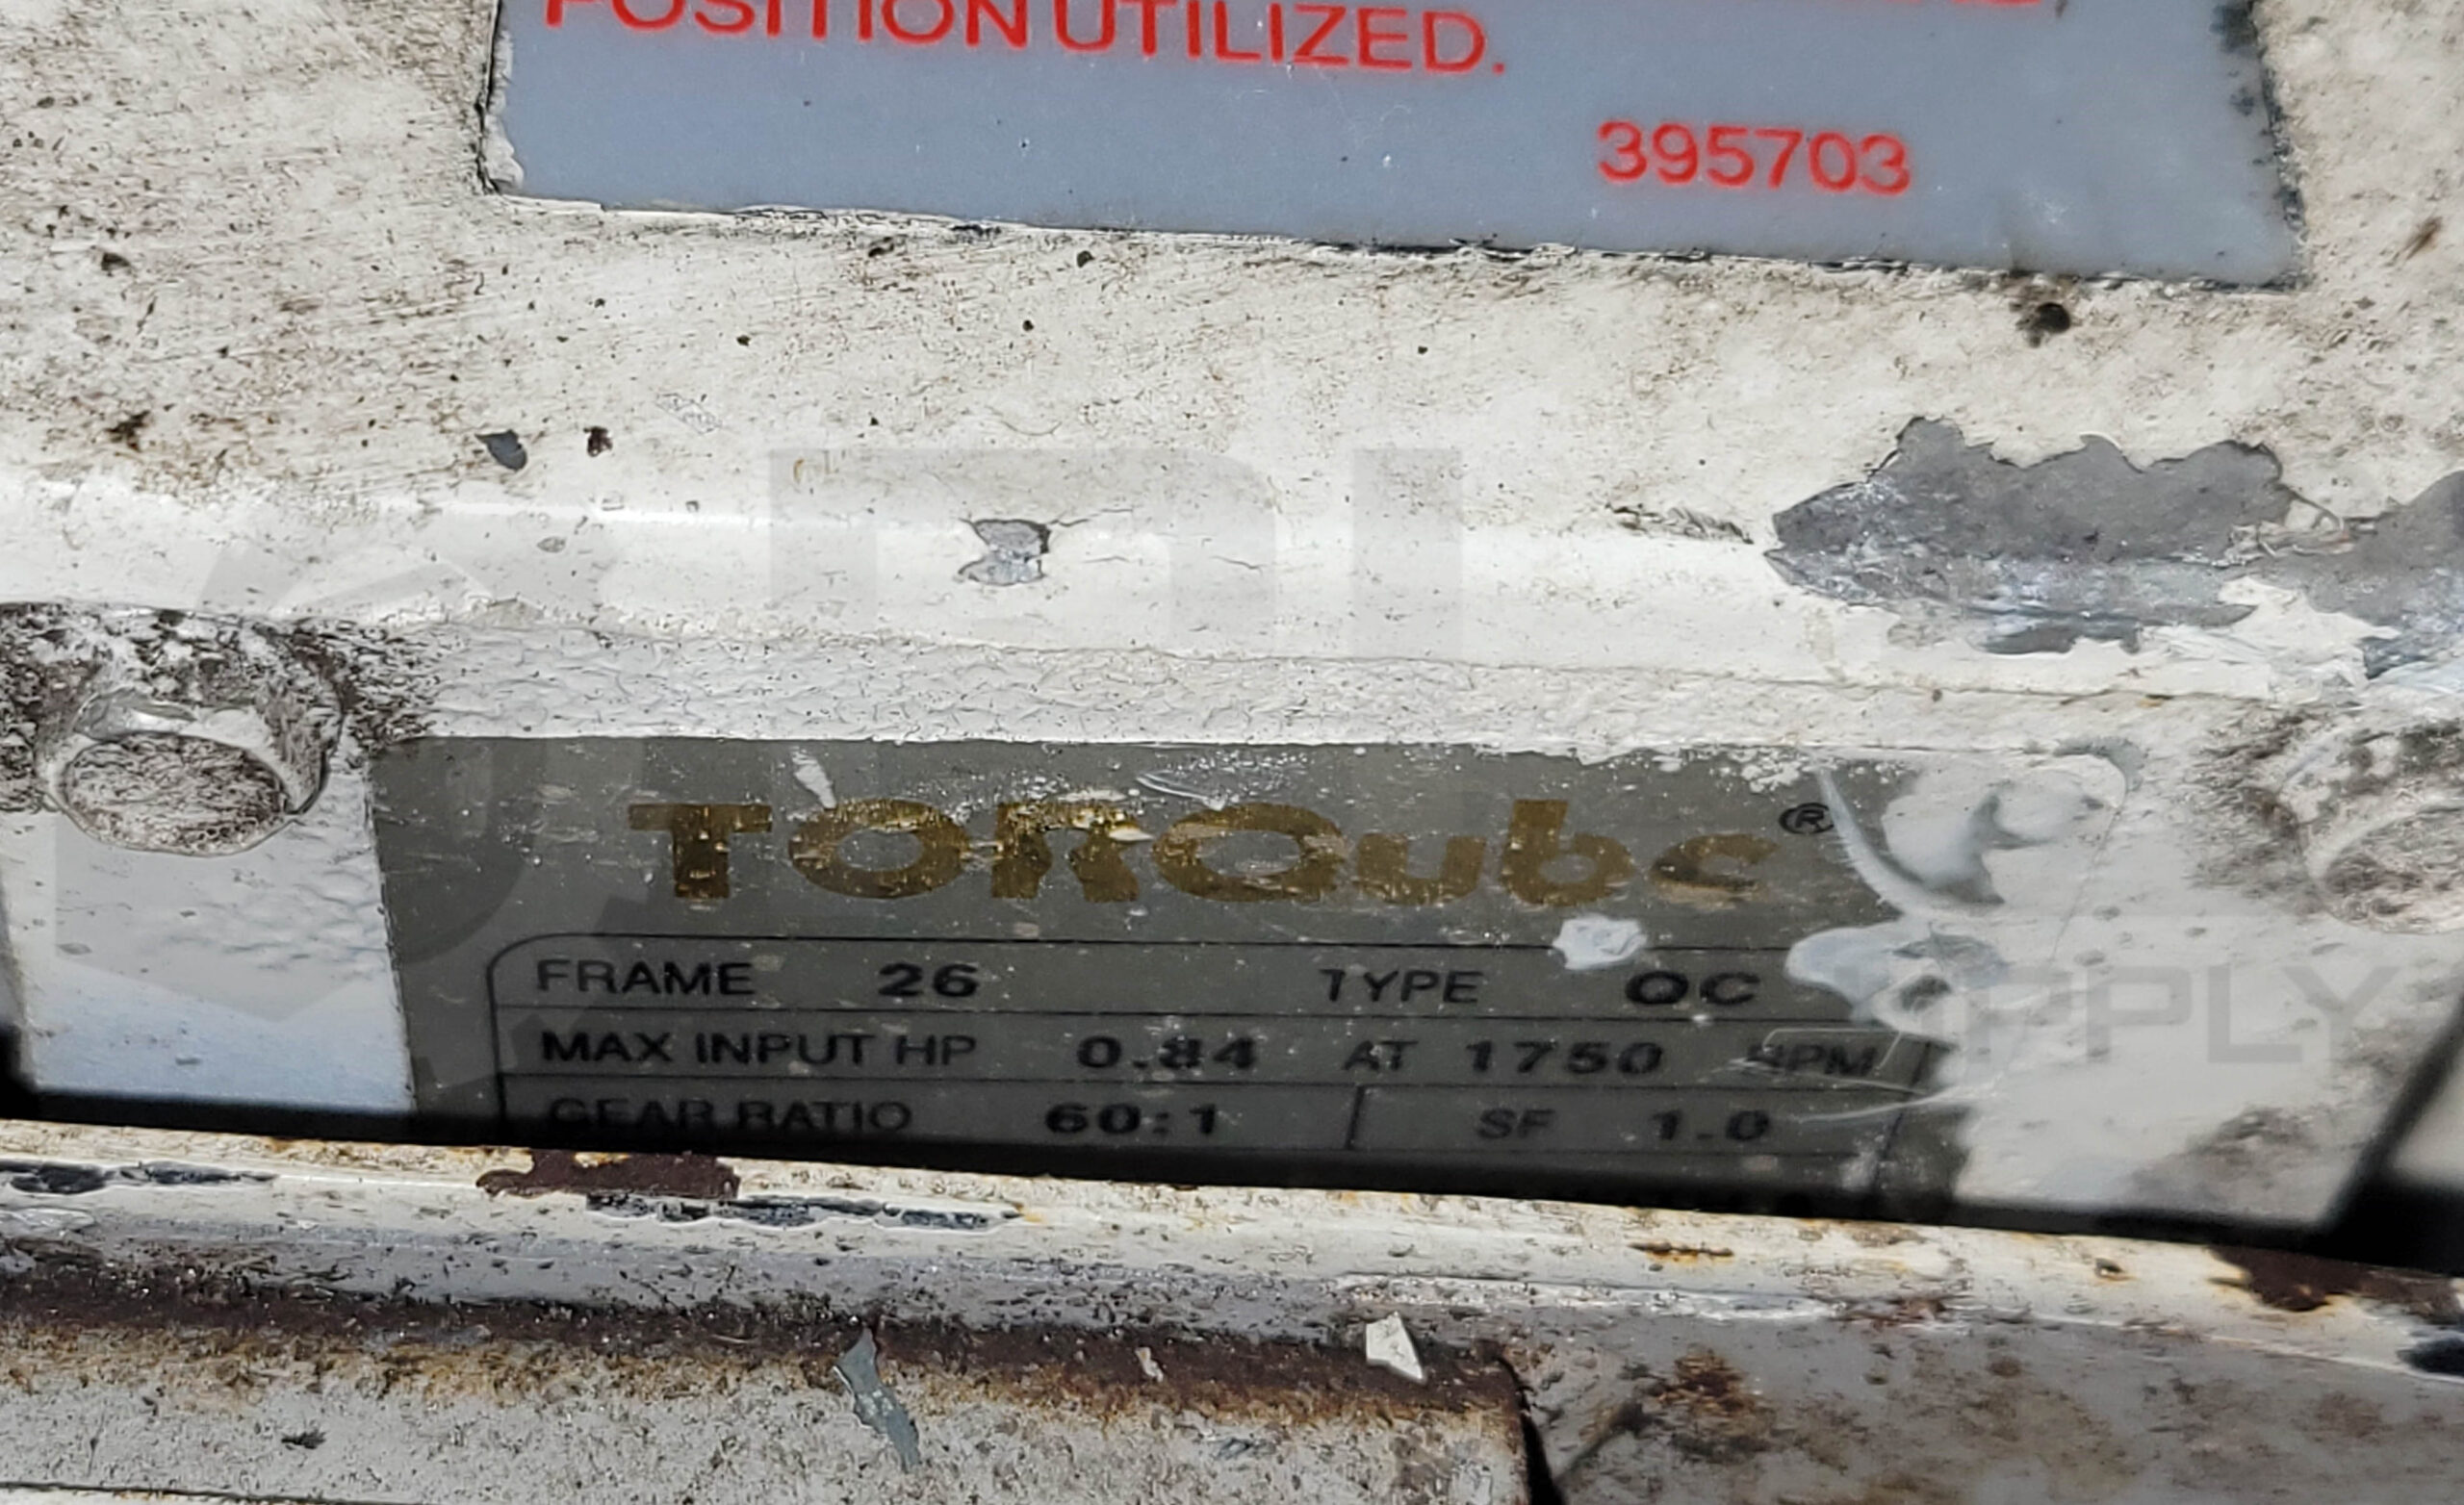 POSITION UTILIZED.
395703
TORQube®
FRAME 26 TYPE QC
MAX INPUT HP 0.84 AT 1750 RPM
GEAR RATIO 60:1 SF 1.0